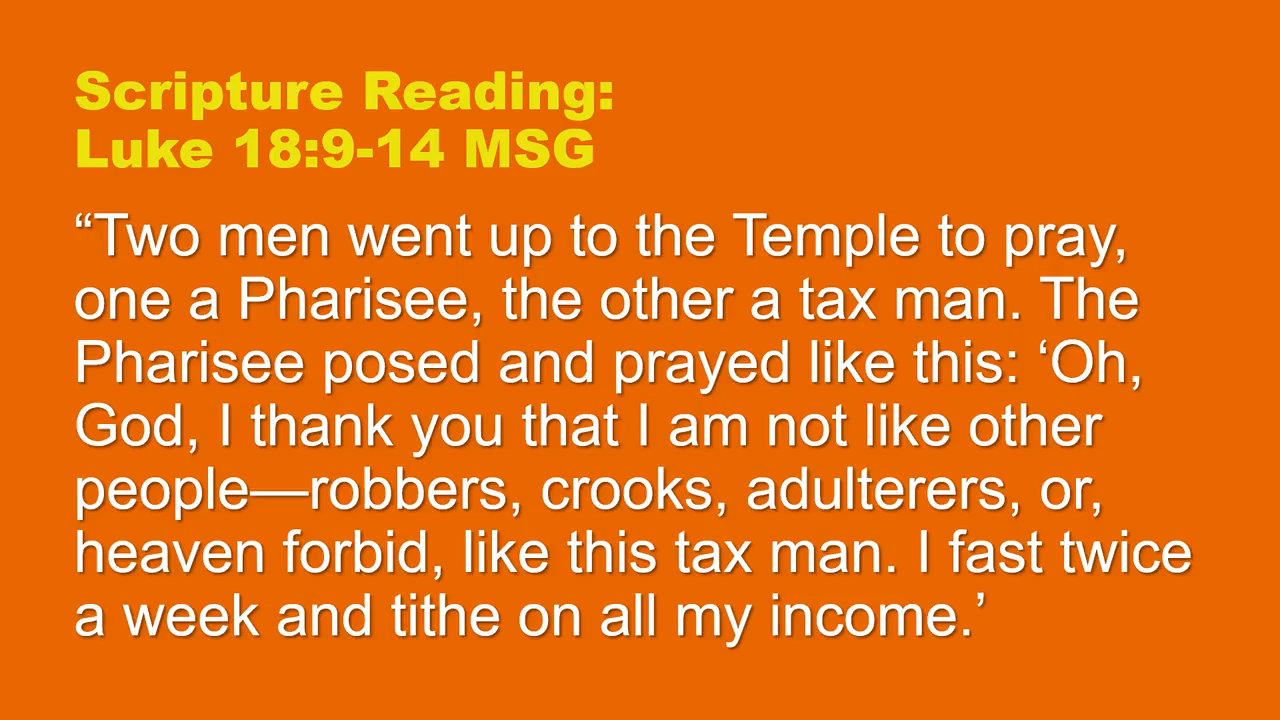 Scripture Reading:
Luke 18:9-14 MSG
“Two men went up to the Temple to pray,
one a Pharisee, the other a tax man. The
Pharisee posed and prayed like this: ‘Oh,
God, I thank you that I am not like other
people—robbers, crooks, adulterers, or,
heaven forbid, like this tax man. I fast twice
a week and tithe on all my income.’